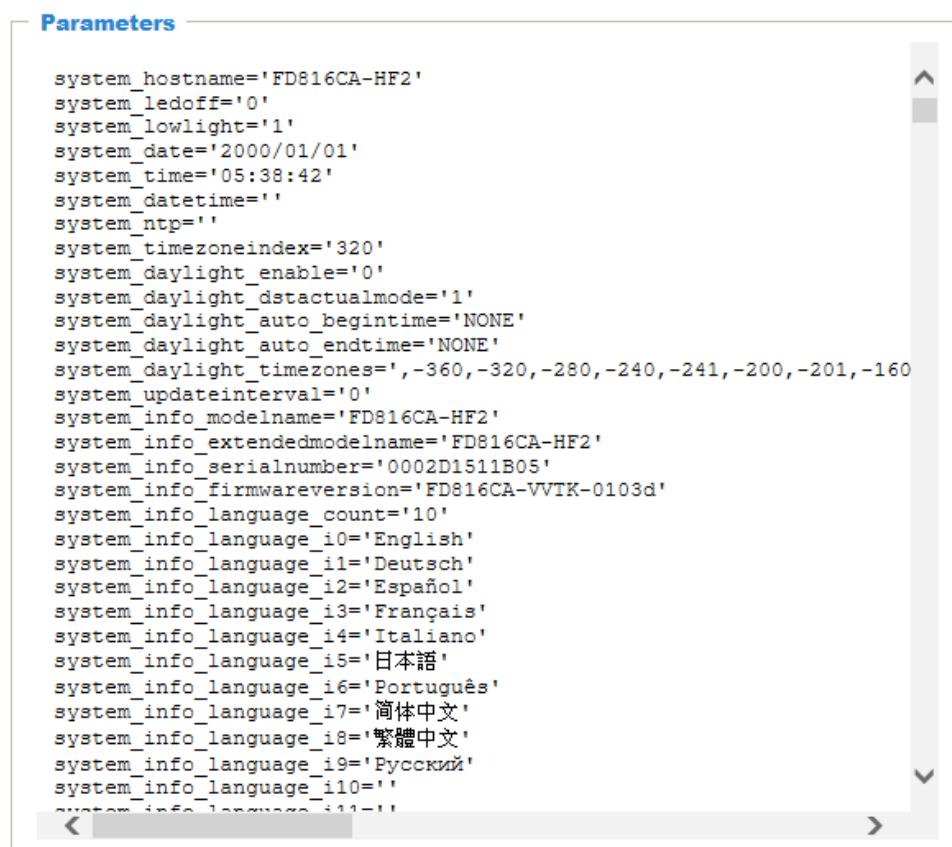 Parameters
system_hostname='FD816CA-HF2'
system_ledoff='0'
system_lowlight='1'
system_date='2000/01/01'
system_time='05:38:42'
system_datetime=''
system_ntp=''
system_timezoneindex='320'
system_daylight_enable='0'
system_daylight_dstactualmode='1'
system_daylight_auto_begintime='NONE'
system_daylight_auto_endtime='NONE'
system_daylight_timezones=',-360,-320,-280,-240,-241,-200,-201,-160
system_updateinterval='0'
system_info_modelname='FD816CA-HF2'
system_info_extendedmodelname='FD816CA-HF2'
system_info_serialnumber='0002D1511B05'
system_info_firmwareversion='FD816CA-VVTK-0103d'
system_info_language_count='10'
system_info_language_i0='English'
system_info_language_i1='Deutsch'
system_info_language_i2='Español'
system_info_language_i3='Français'
system_info_language_i4='Italiano'
system_info_language_i5='日本語'
system_info_language_i6='Português'
system_info_language_i7='简体中文'
system_info_language_i8='繁體中文'
system_info_language_i9='Русский'
system_info_language_i10=''
system_info_language_i11=''